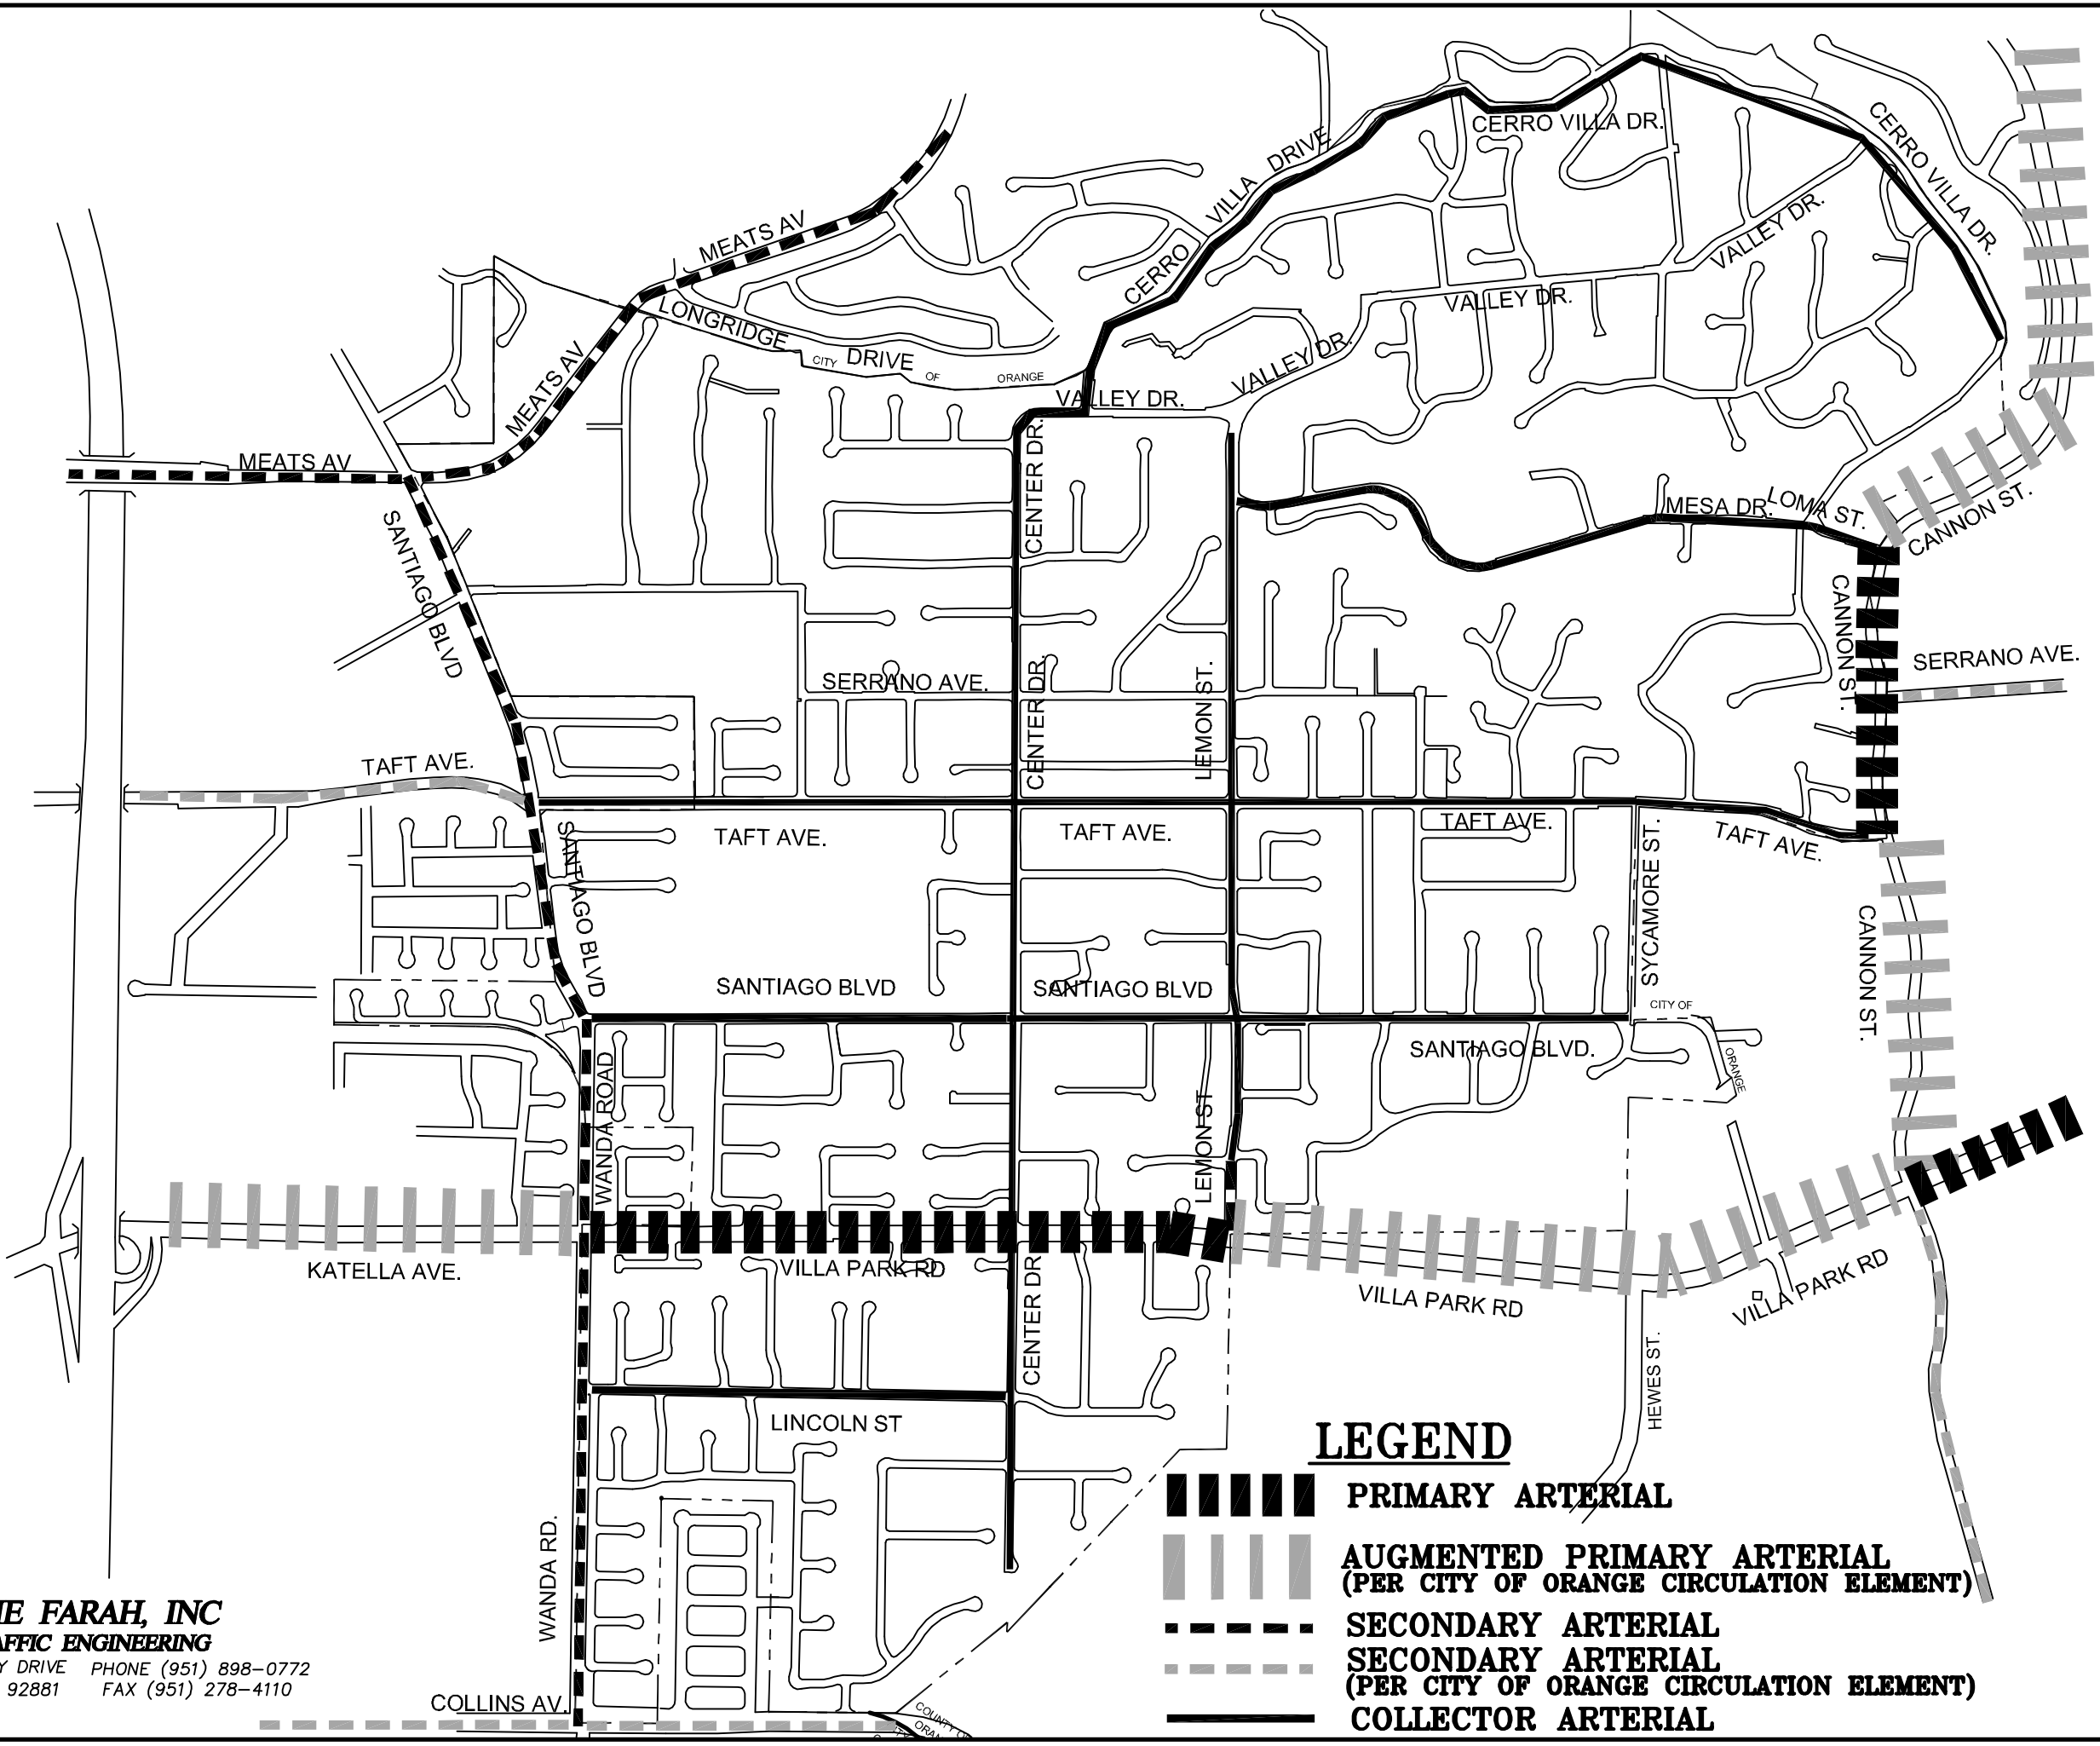 CERRO VILLA DR.
CERRO VILLA DR.
CERRO VILLA DRIVE
MEATS AV
VALLEY DR.
VALLEY DR.
LONGRIDGE DRIVE
CITY OF ORANGE
MEATS AV
VALLEY DR.
VALLEY DR.
MEATS AV
CENTER DR.
MESA DR.
LOMA ST.
CANNON ST.
SANTIAGO BLVD
CANNON ST.
SERRANO AVE.
SERRANO AVE.
CENTER DR.
LEMON ST.
TAFT AVE.
TAFT AVE.
TAFT AVE.
TAFT AVE.
TAFT AVE.
SANTIAGO BLVD
SYCAMORE ST.
CANNON ST.
SANTIAGO BLVD
SANTIAGO BLVD
CITY OF
ORANGE
SANTIAGO BLVD.
WANDA ROAD
LEMON ST
KATELLA AVE.
VILLA PARK RD
VILLA PARK RD
VILLA PARK RD
CENTER DR
HEWES ST.
LINCOLN ST
WANDA RD.
COLLINS AV.
COUNTY OF
LEGEND
PRIMARY ARTERIAL
AUGMENTED PRIMARY ARTERIAL
(PER CITY OF ORANGE CIRCULATION ELEMENT)
SECONDARY ARTERIAL
SECONDARY ARTERIAL
(PER CITY OF ORANGE CIRCULATION ELEMENT)
COLLECTOR ARTERIAL
FARAH, INC
ENGINEERING
DRIVE PHONE (951) 898-0772
92881 FAX (951) 278-4110